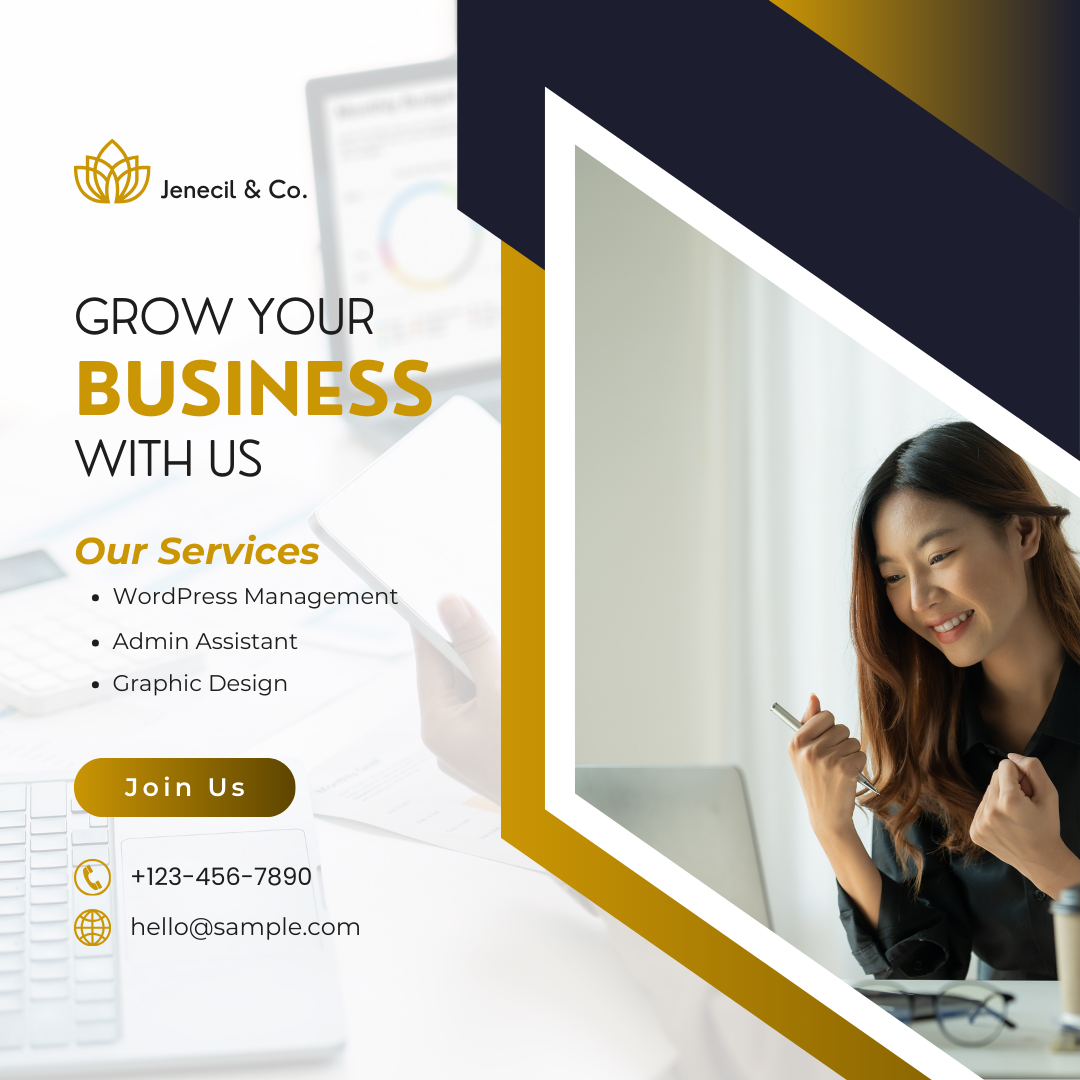 Jenecil & Co.
GROW YOUR
BUSINESS
WITH US
Our Services
WordPress Management
Admin Assistant
Graphic Design
Join Us
+123-456-7890
hello@sample.com